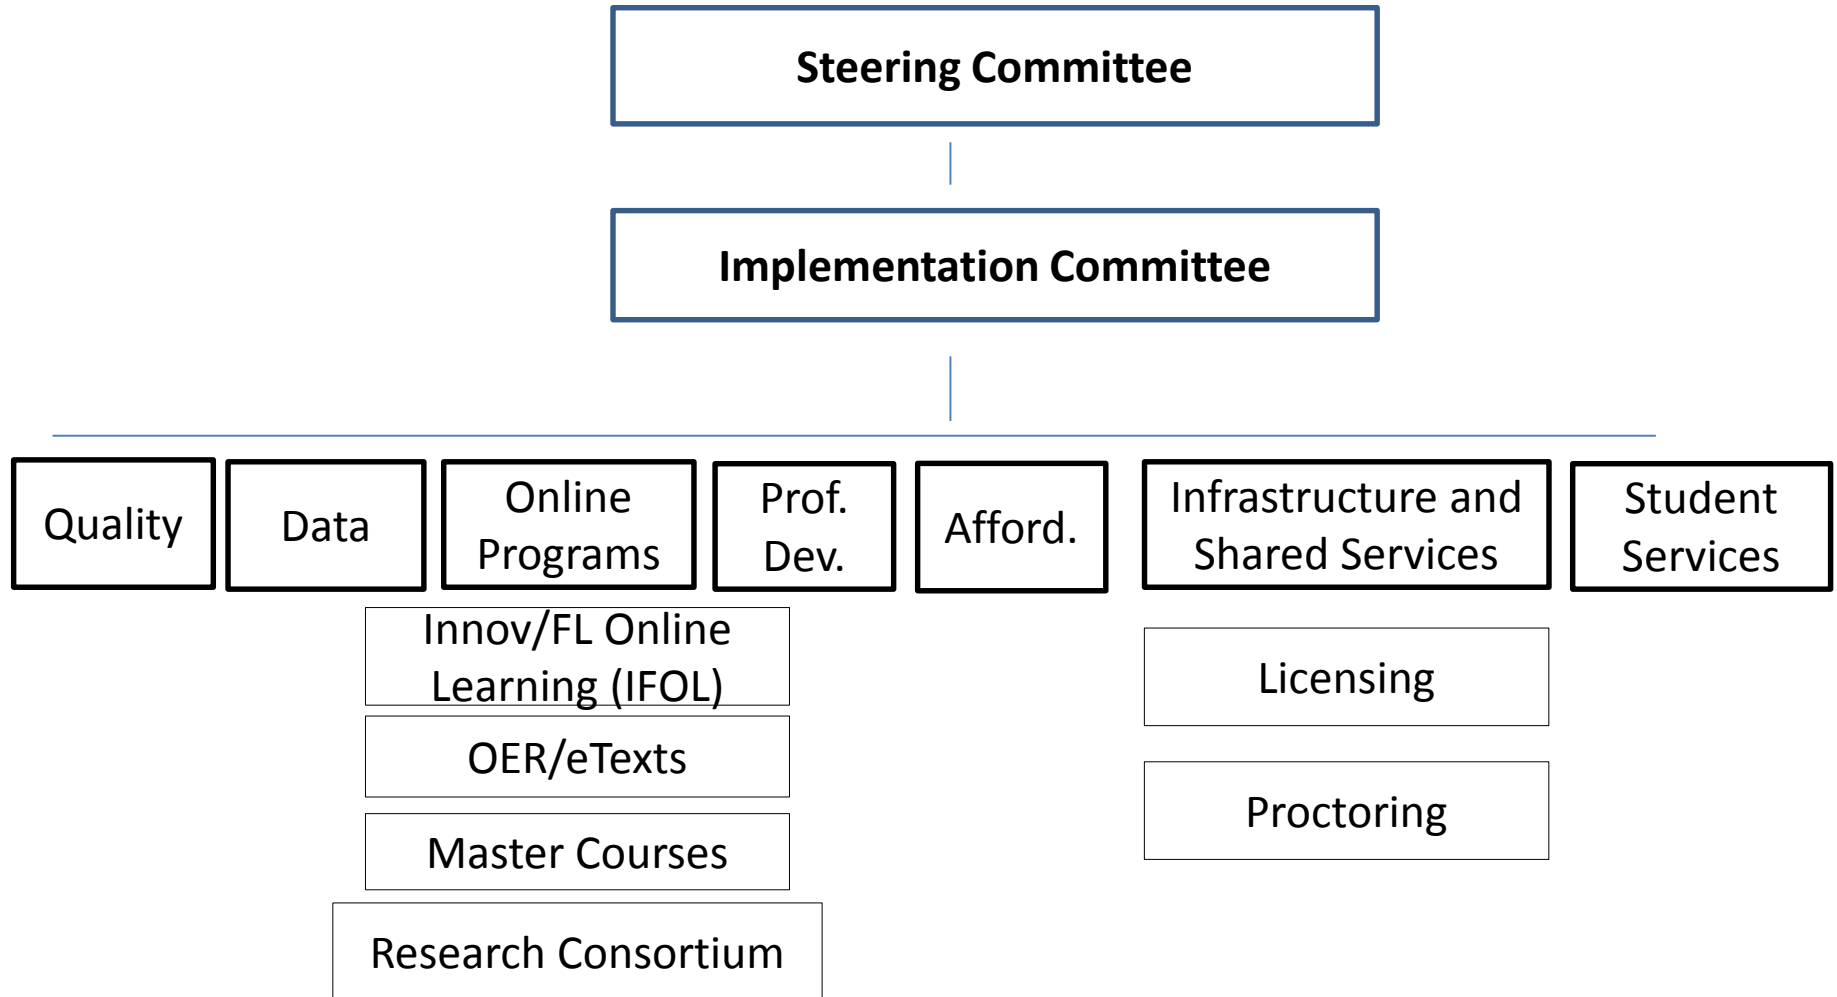 Steering Committee
Implementation Committee
Quality
Data
Online
Programs
Prof.
Dev.
Afford.
Infrastructure and
Shared Services
Student
Services
Innov/FL Online
Learning (IFOL)
OER/eTexts
Master Courses
Research Consortium
Licensing
Proctoring